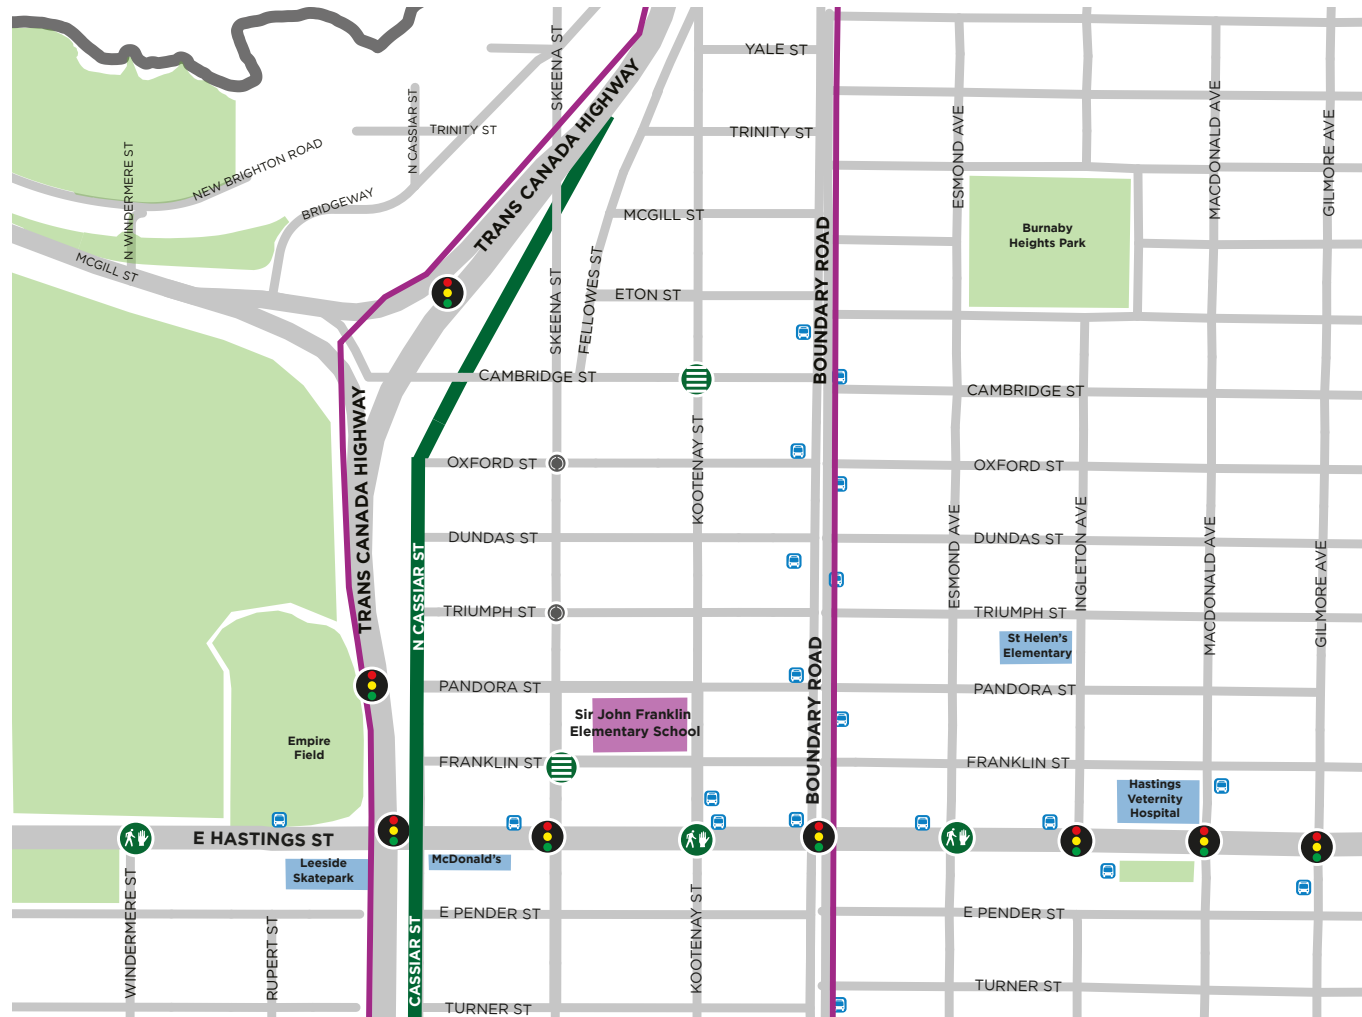 SKEENA ST
YALE ST
TRANS CANADA HIGHWAY
N CASSIAR ST
TRINITY ST
TRINITY ST
ESMOND AVE
MACDONALD AVE
GILMORE AVE
NEW BRIGHTON ROAD
N WINDERMERE ST
BRIDGEWAY
MCGILL ST
MCGILL ST
BOUNDARY ROAD
Burnaby
Heights Park
SKEENA ST
FELLOWES ST
ETON ST
CAMBRIDGE ST
CAMBRIDGE ST
TRANS CANADA HIGHWAY
KOOTENAY ST
OXFORD ST
OXFORD ST
N CASSIAR ST
DUNDAS ST
DUNDAS ST
ESMOND AVE
INGLETON AVE
MACDONALD AVE
GILMORE AVE
TRIUMPH ST
TRIUMPH ST
St Helen's
Elementary
BOUNDARY ROAD
PANDORA ST
PANDORA ST
Sir John Franklin
Elementary School
Empire
Field
FRANKLIN ST
FRANKLIN ST
Hastings
Veternity
Hospital
E HASTINGS ST
Leeside
Skatepark
McDonald's
WINDERMERE ST
RUPERT ST
CASSIAR ST
E PENDER ST
KOOTENAY ST
E PENDER ST
TURNER ST
TURNER ST